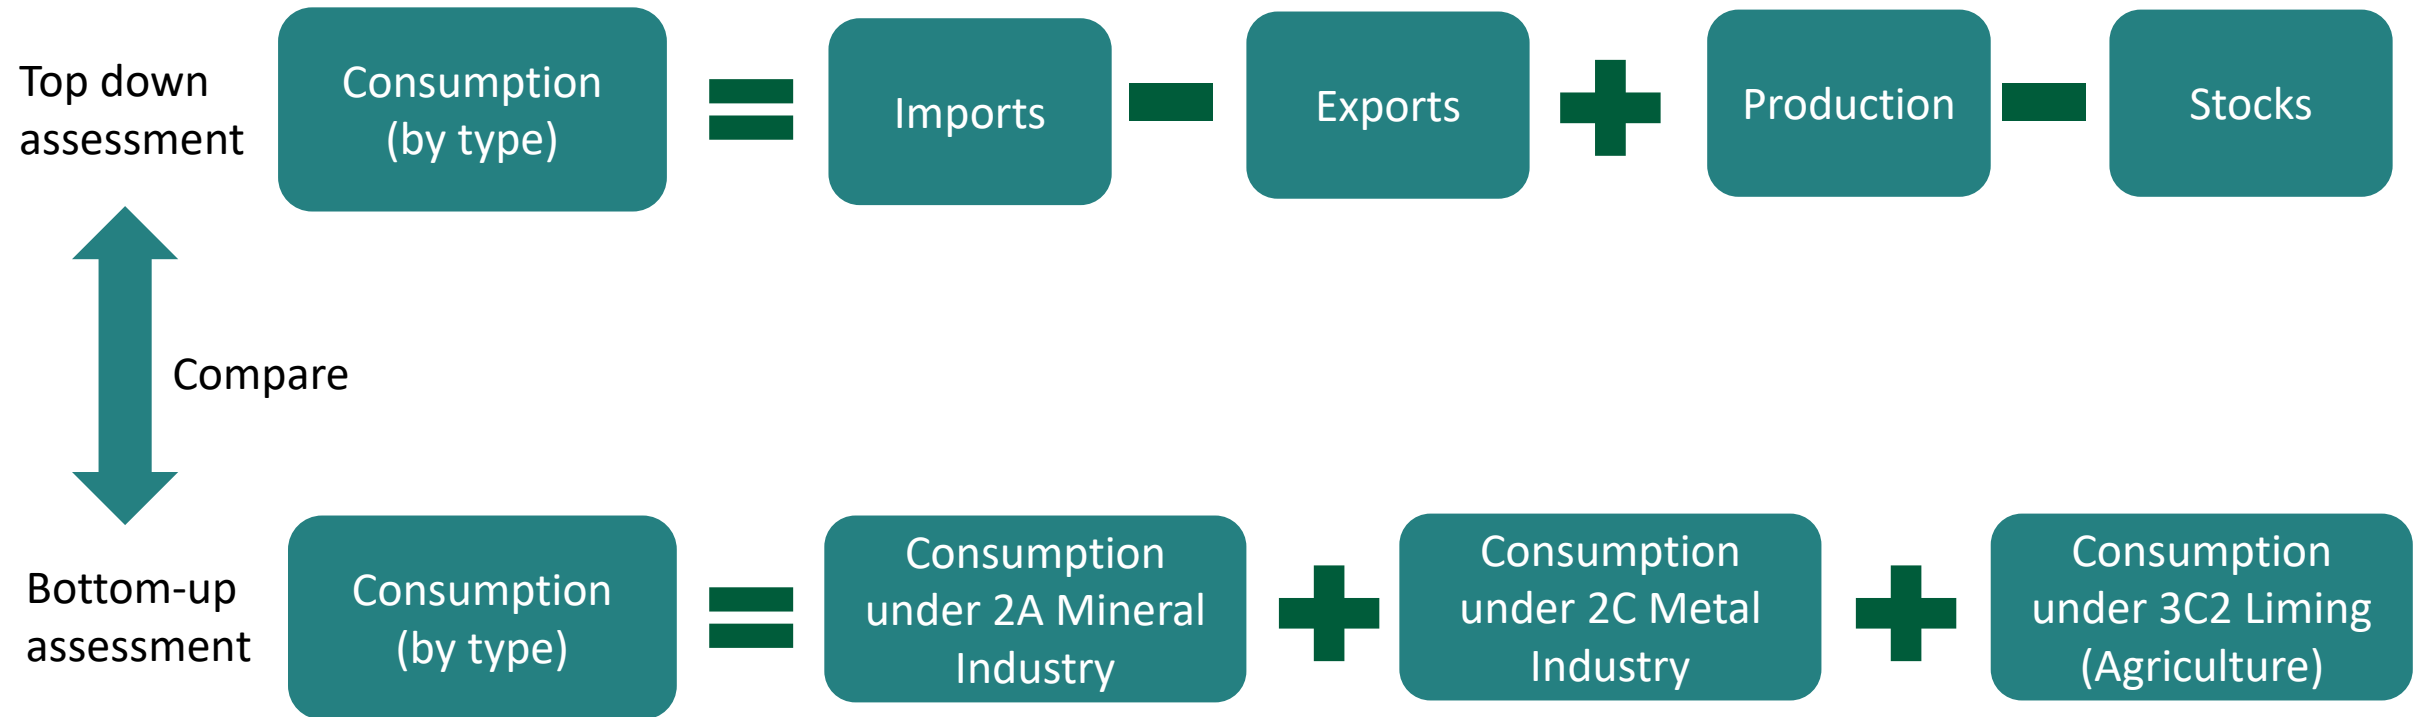 Top down
assessment
Consumption
(by type)
Imports
Exports
Production
Stocks
Compare
Bottom-up
assessment
Consumption
(by type)
Consumption
under 2A Mineral
Industry
Consumption
under 2C Metal
Industry
Consumption
under 3C2 Liming
(Agriculture)